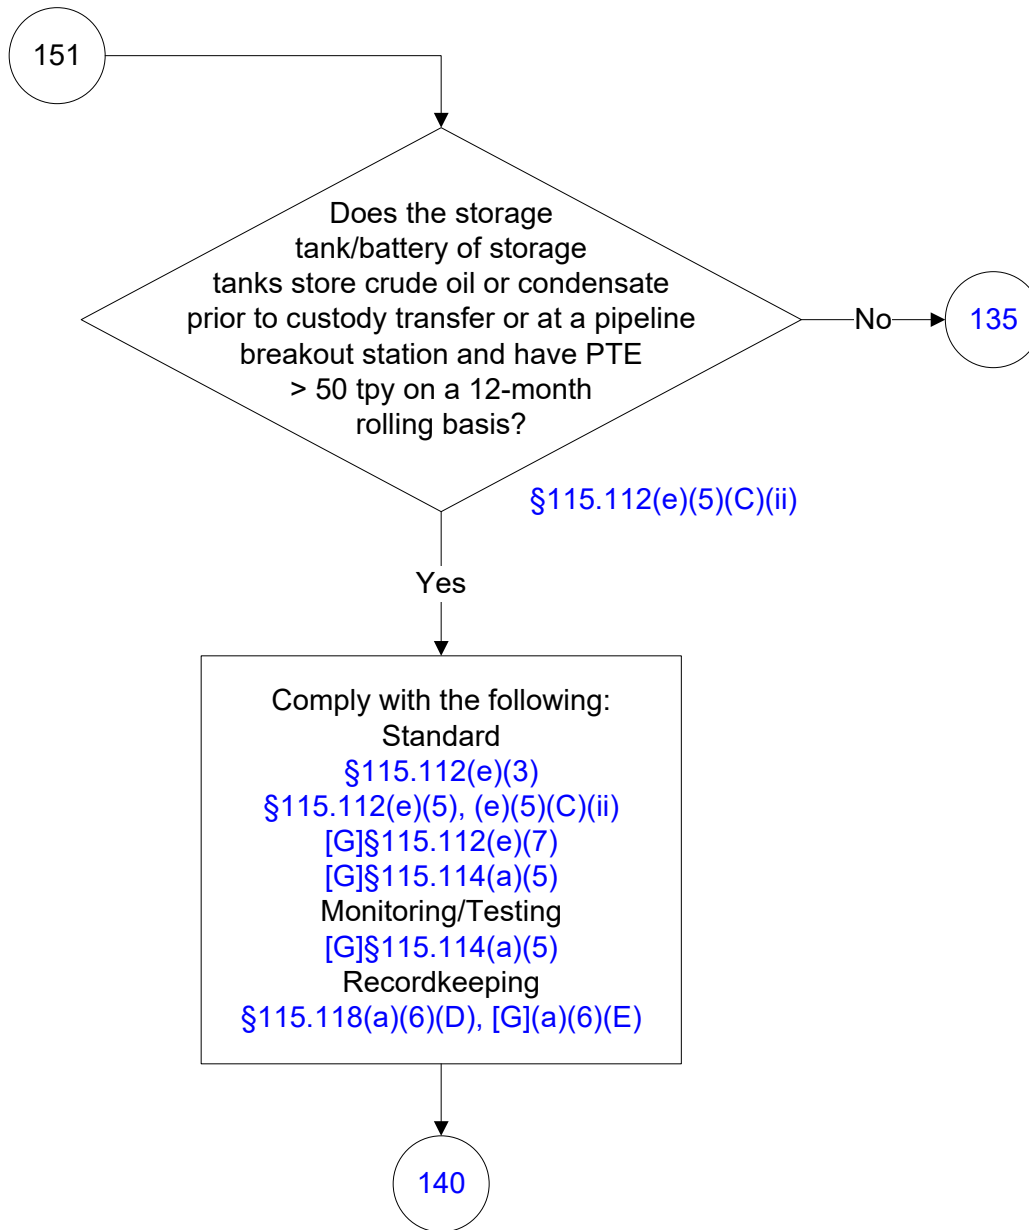 151
Does the storage
tank/battery of storage
tanks store crude oil or condensate
prior to custody transfer or at a pipeline
breakout station and have PTE
> 50 tpy on a 12-month
rolling basis?
No
135
§115.112(e)(5)(C)(ii)
Yes
Comply with the following:
Standard
§115.112(e)(3)
§115.112(e)(5), (e)(5)(C)(ii)
[G]§115.112(e)(7)
[G]§115.114(a)(5)
Monitoring/Testing
[G]§115.114(a)(5)
Recordkeeping
§115.118(a)(6)(D), [G](a)(6)(E)
140